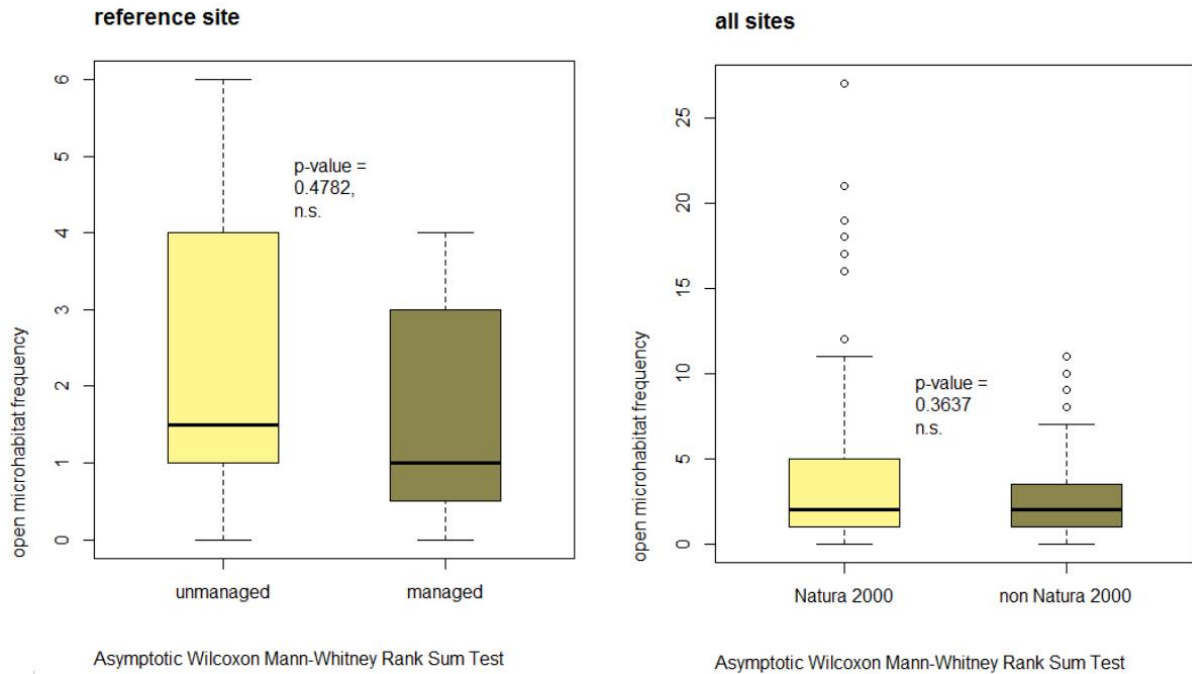 reference site
open microhabitat frequency
0
1
2
3
4
5
6
p-value =
0.4782,
n.s.
unmanaged
managed
Asymptotic Wilcoxon Mann-Whitney Rank Sum Test
all sites
open microhabitat frequency
0
5
10
15
20
25
p-value =
0.3637
n.s.
Natura 2000
non Natura 2000
Asymptotic Wilcoxon Mann-Whitney Rank Sum Test